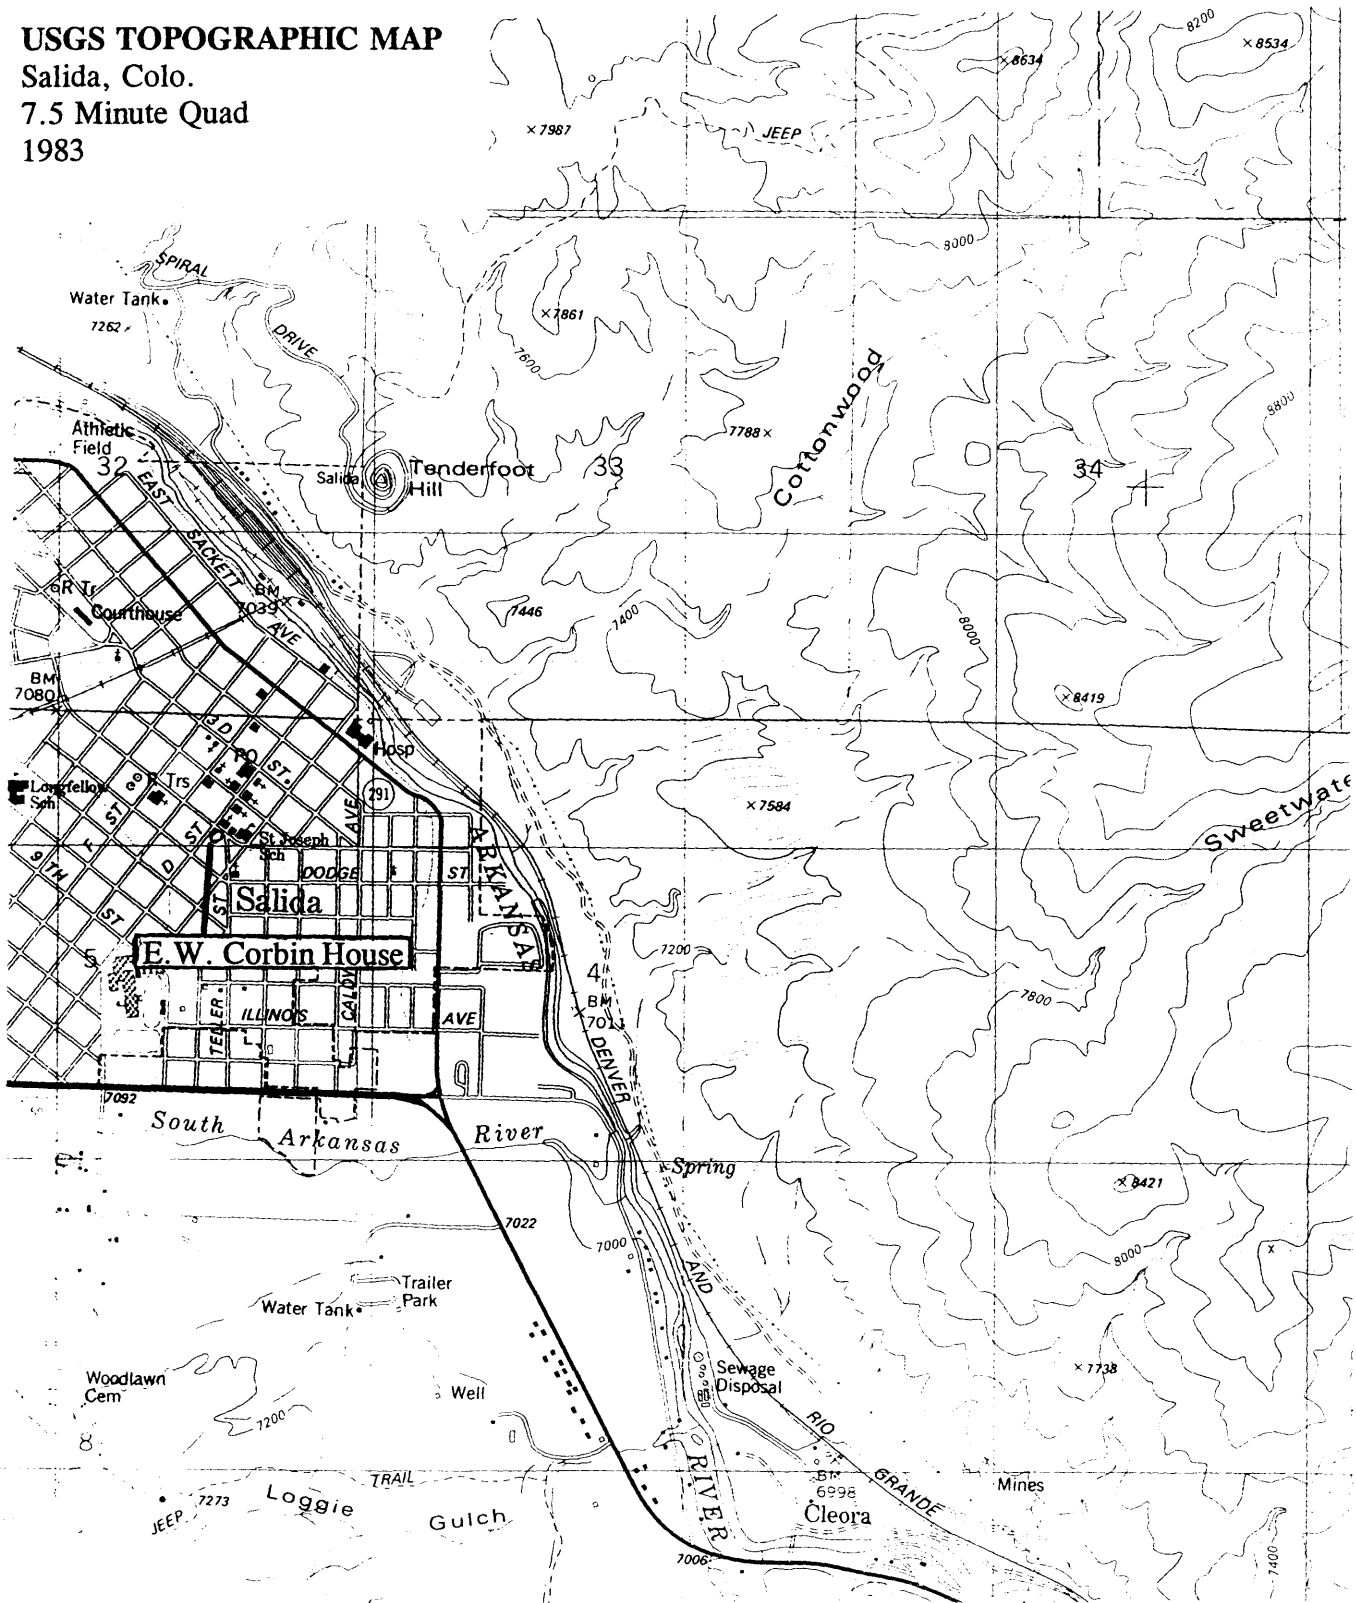 USGS TOPOGRAPHIC MAP
Salida, Colo.
7.5 Minute Quad
1983
8200
8534
8634
7987
JEEP
8000
SPIRAL
DRIVE
Water Tank
7262
7861
7600
Cottonwood
8800
7788
Athletic
Field
32
Salida
Tenderfoot
Hill
33
34
EAST
SACKETT
AVE
R Tr
Courthouse
BM
7039
7446
7400
8000
BM
7080
8419
3D
ST.
PO
Hosp
R Trs
Longfellow
Sch
291
AVE
7584
Sweetwate
F ST
D ST
9TH
ST
St Joseph
Sch
DODGE
ST
ST
Salida
ARKANSAS
E.W. Corbin House
7200
5
4
BM
7011
7800
TELLER
ILLINOIS
CALDW
AVE
DENVER
7092
South
Arkansas
River
Spring
8421
7022
7000
8000
x
AND
Trailer
Park
Water Tank
Sewage
Disposal
7738
Woodlawn
Cem
Well
7200
8
RIO
GRANDE
RIVER
TRAIL
JEEP
7273
Loggie
Gulch
BM
6998
Cleora
Mines
7006
7400